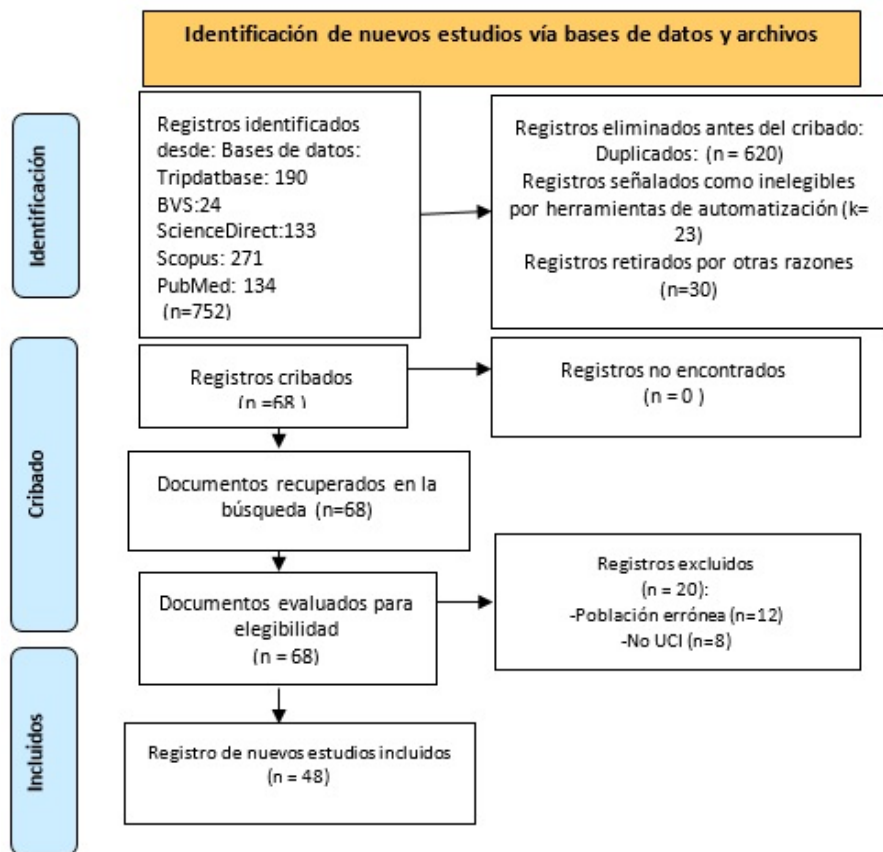 Identificación de nuevos estudios vía bases de datos y archivos
Identificación
Registros identificados
desde: Bases de datos:
Tripdatbase: 190
BVS:24
ScienceDirect:133
Scopus: 271
PubMed: 134
(n=752)
Registros eliminados antes del cribado:
Duplicados: (n = 620)
Registros señalados como inelegibles
por herramientas de automatización (k=
23)
Registros retirados por otras razones
(n=30)
Cribado
Registros cribados
(n =68 )
Registros no encontrados
(n = 0 )
Documentos recuperados en la
búsqueda (n=68)
Documentos evaluados para
elegibilidad
(n = 68)
Registros excluidos
(n = 20):
-Población errónea (n=12)
-No UCI (n=8)
Incluidos
Registro de nuevos estudios incluidos
(n = 48)